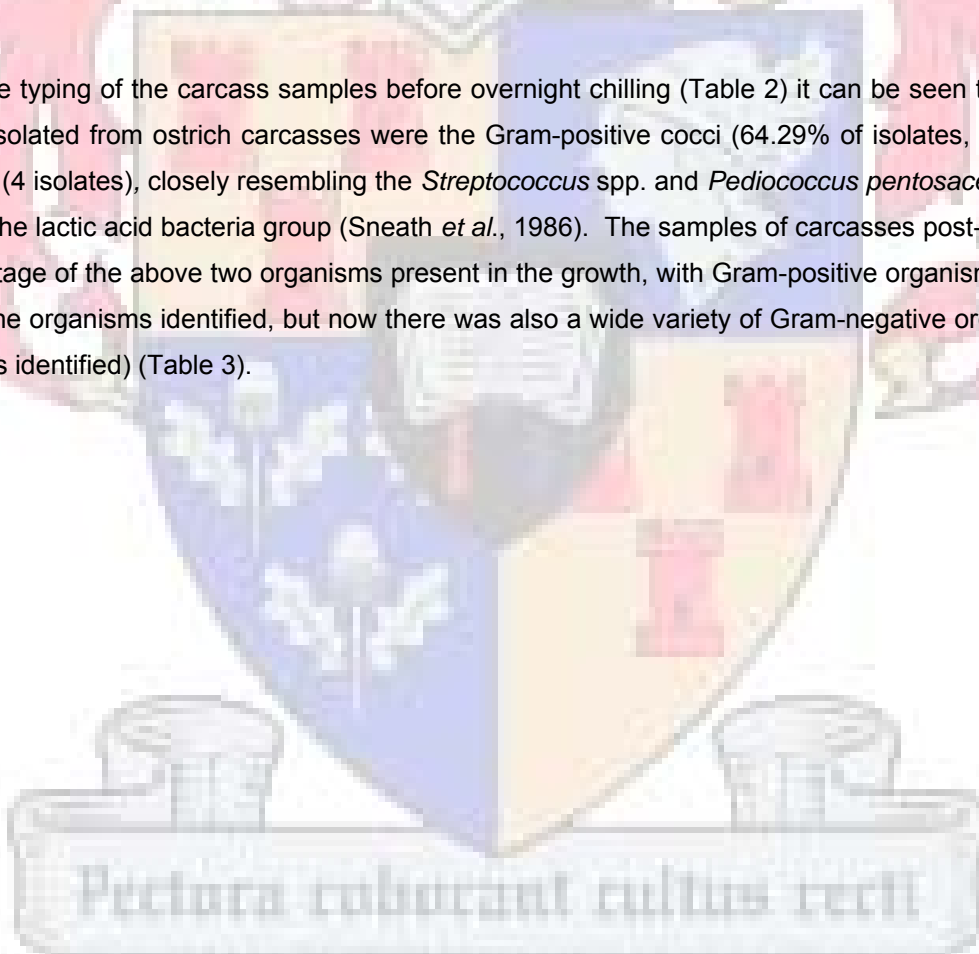 e typing of the carcass samples before overnight chilling (Table 2) it can be seen t
solated from ostrich carcasses were the Gram-positive cocci (64.29% of isolates,
(4 isolates), closely resembling the Streptococcus spp. and Pediococcus pentosac
he lactic acid bacteria group (Sneath et al., 1986). The samples of carcasses post-
tage of the above two organisms present in the growth, with Gram-positive organism
ne organisms identified, but now there was also a wide variety of Gram-negative or
s identified) (Table 3).
Pectora roborant cultus recti